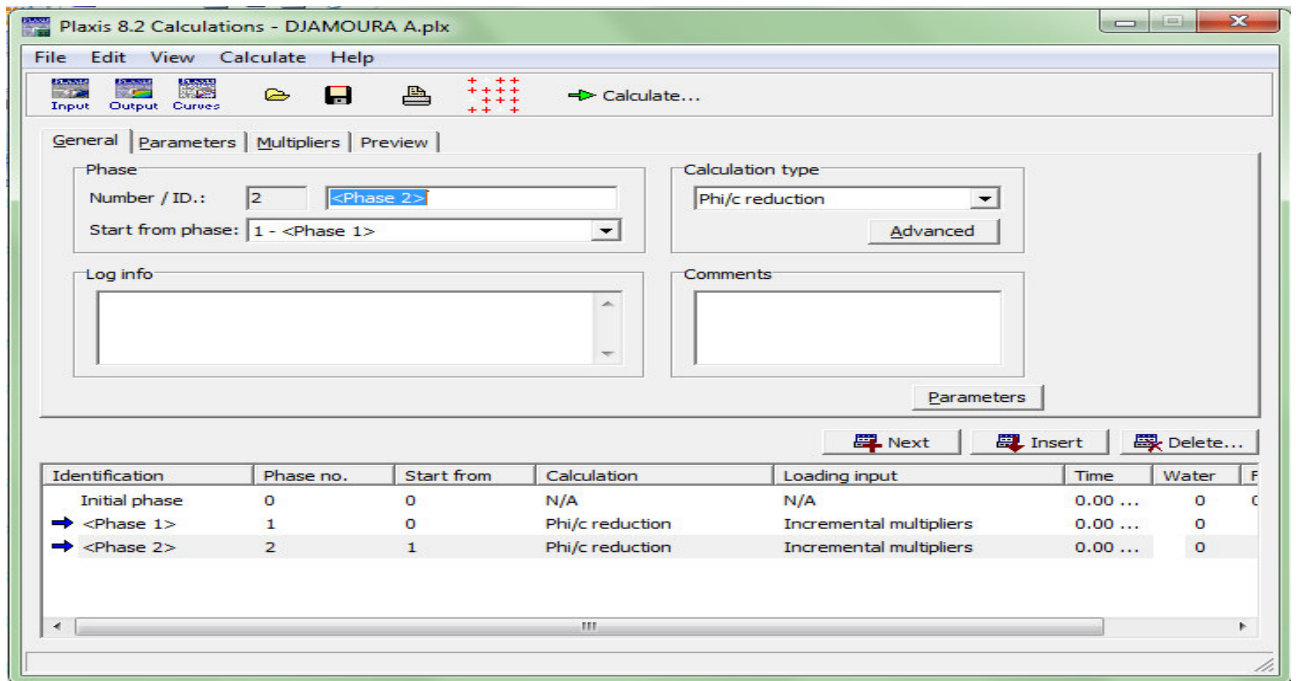 Plaxis 8.2 Calculations - DJAMOURA A.plx
File Edit View Calculate Help
Input Output Curves Calculate...
General Parameters Multipliers Preview
Phase
Number / ID.: 2 <Phase 2>
Start from phase: 1 - <Phase 1>
Calculation type
Phi/c reduction
Advanced
Log info
Comments
Parameters
Next Insert Delete...
Identification Phase no. Start from Calculation Loading input Time Water F
Initial phase 0 0 N/A N/A 0.00 ... 0
<Phase 1> 1 0 Phi/c reduction Incremental multipliers 0.00 ... 0
<Phase 2> 2 1 Phi/c reduction Incremental multipliers 0.00 ... 0